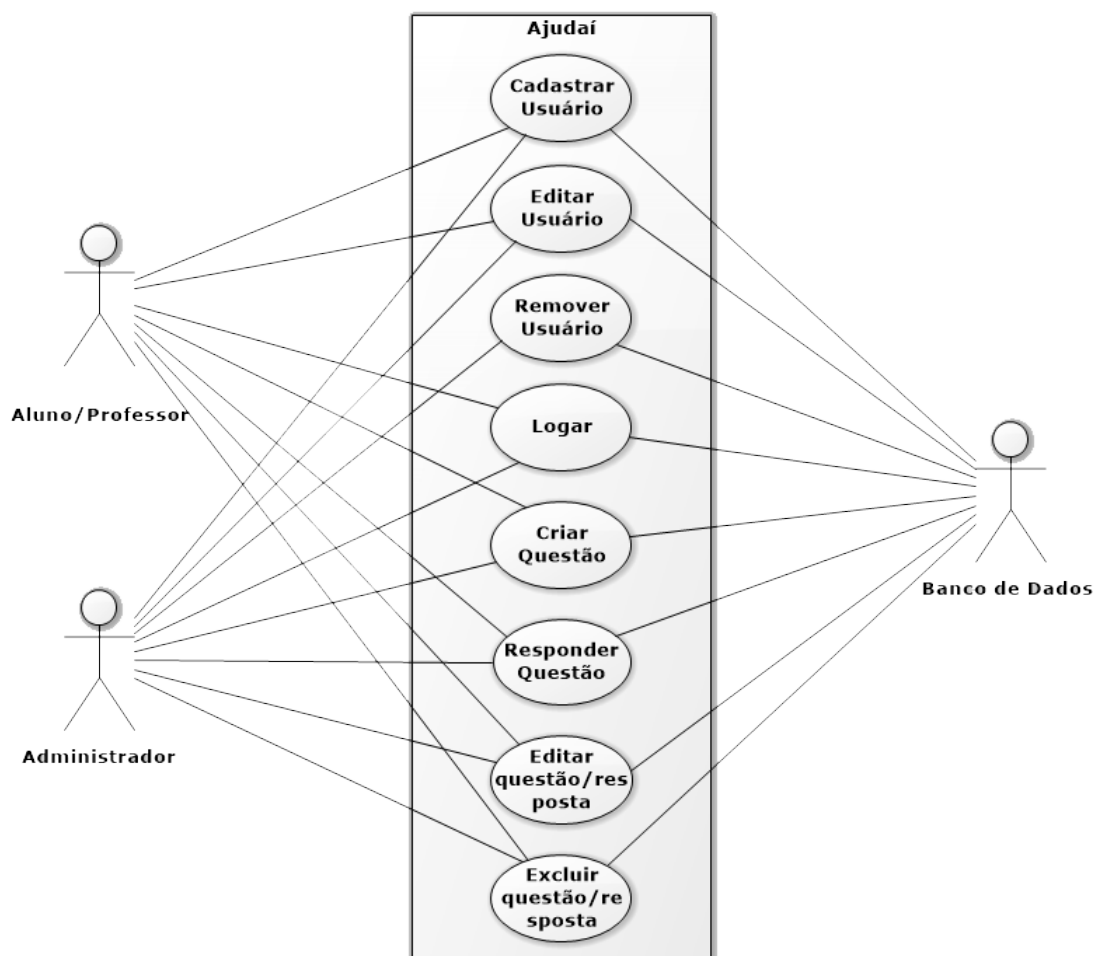 Ajudaí
Cadastrar
Usuário
Editar
Usuário
Remover
Usuário
Aluno/Professor
Logar
Criar
Questão
Banco de Dados
Responder
Questão
Administrador
Editar
questão/res
posta
Excluir
questão/re
sposta